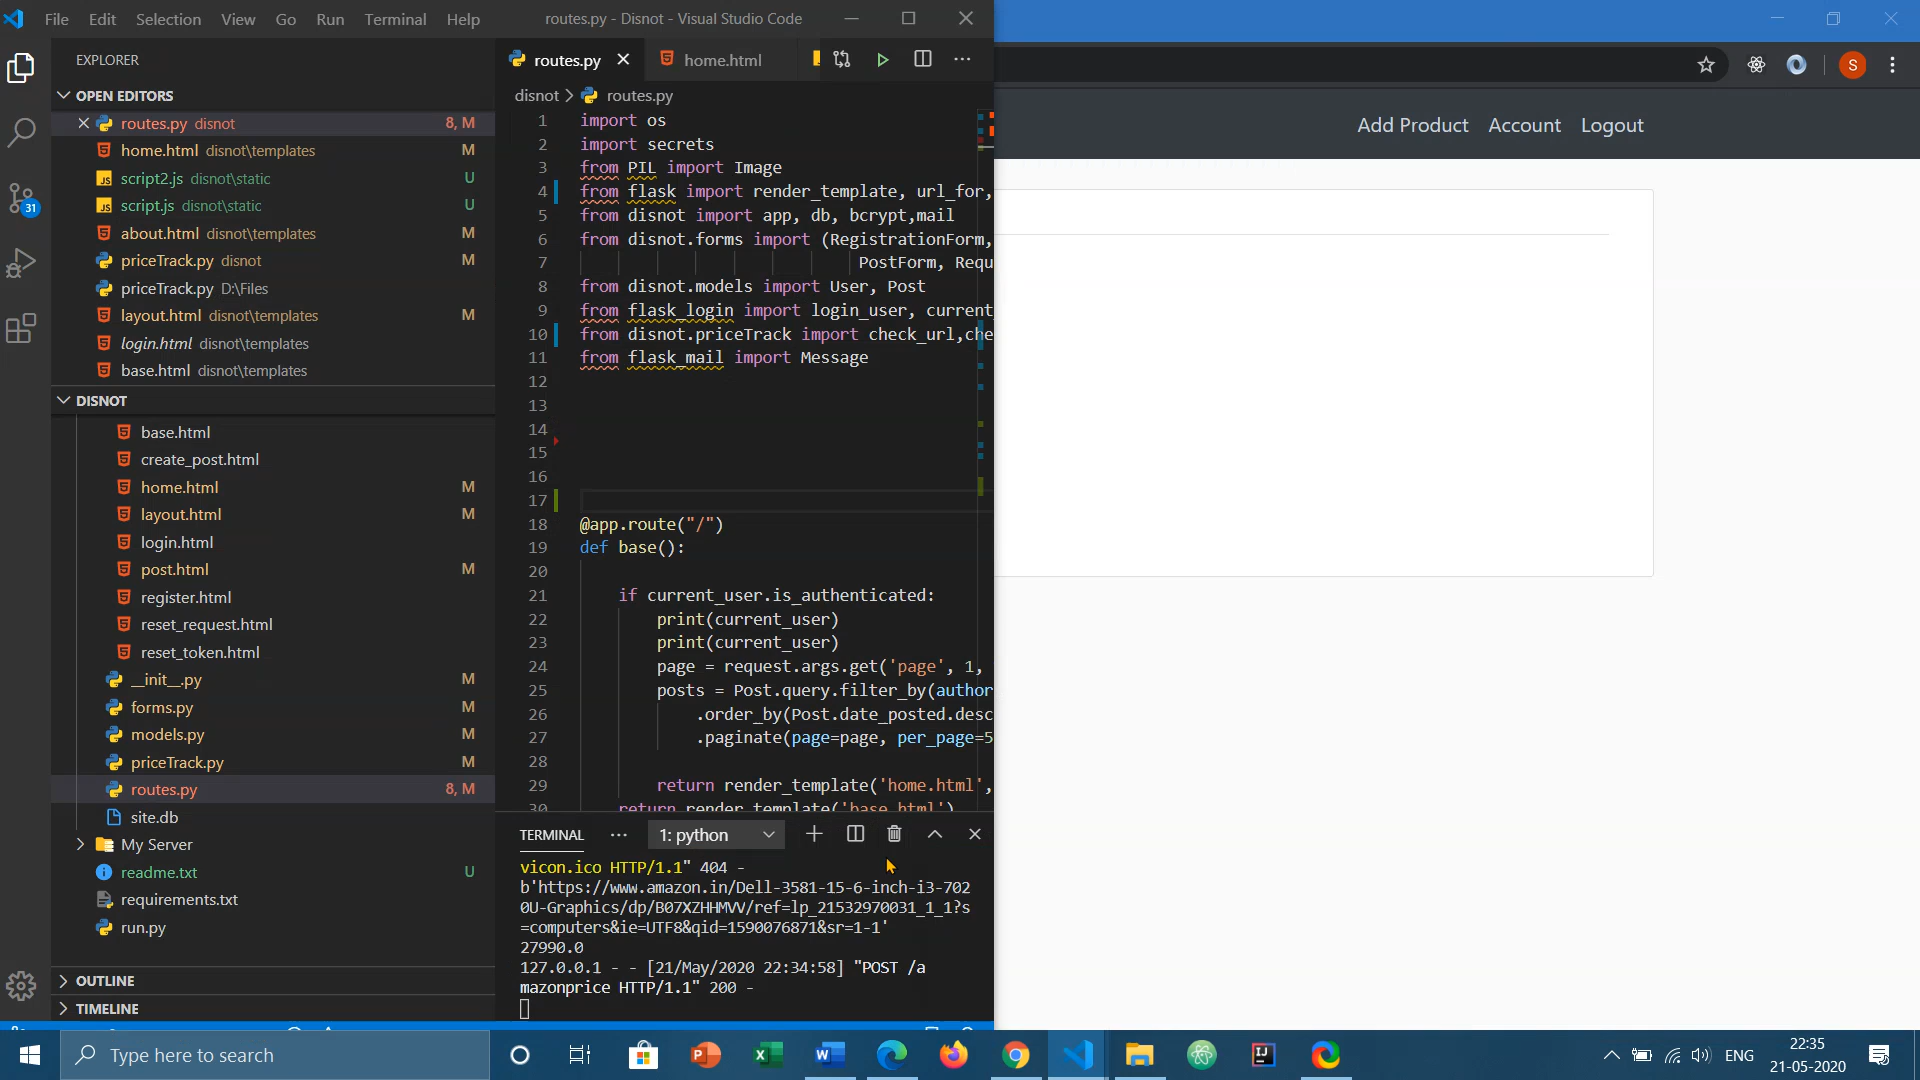 File Edit Selection View Go Run Terminal Help
routes.py - Disnot - Visual Studio Code
EXPLORER
OPEN EDITORS
routes.py disnot 8, M
home.html disnot\templates M
script2.js disnot\static U
script.js disnot\static U
about.html disnot\templates M
priceTrack.py disnot M
priceTrack.py D:\Files
layout.html disnot\templates M
login.html disnot\templates
base.html disnot\templates
31
DISNOT
base.html
create_post.html
home.html M
layout.html M
login.html
post.html M
register.html
reset_request.html
reset_token.html
__init__.py M
forms.py M
models.py M
priceTrack.py M
routes.py 8, M
site.db
My Server
readme.txt U
requirements.txt
run.py
OUTLINE
TIMELINE
routes.py home.html
disnot > routes.py
1 import os
2 import secrets
3 from PIL import Image
4 from flask import render_template, url_for,
5 from disnot import app, db, bcrypt,mail
6 from disnot.forms import (RegistrationForm,
7 PostForm, Requ
8 from disnot.models import User, Post
9 from flask_login import login_user, current_
10 from disnot.priceTrack import check_url,che
11 from flask_mail import Message
12
13
14
15
16
17
18 @app.route("/")
19 def base():
20
21 if current_user.is_authenticated:
22 print(current_user)
23 print(current_user)
24 page = request.args.get('page', 1,
25 posts = Post.query.filter_by(author
26 .order_by(Post.date_posted.desc
27 .paginate(page=page, per_page=5
28
29 return render_template('home.html',
30 return render_template('base.html')
TERMINAL 1: python
vicon.ico HTTP/1.1" 404 -
b'https://www.amazon.in/Dell-3581-15-6-inch-i3-702
0U-Graphics/dp/B07XZHHMVV/ref=lp_21532970031_1_1?s
=computers&ie=UTF8&qid=1590076871&sr=1-1'
27990.0
127.0.0.1 - - [21/May/2020 22:34:58] "POST /a
mazonprice HTTP/1.1" 200 -
S
Add Product Account Logout
Type here to search
ENG
22:35
21-05-2020